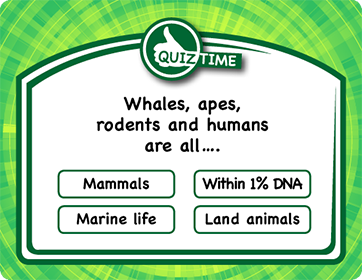 QUIZ TIME
Whales, apes,
rodents and humans
are all....
Mammals
Within 1% DNA
Marine life
Land animals